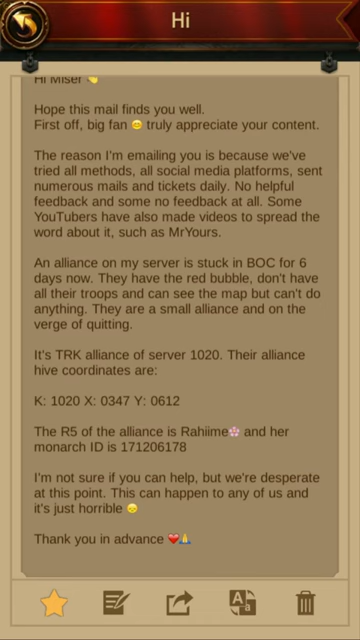 Hi
Hi Miser 👋
Hope this mail finds you well.
First off, big fan 😊 truly appreciate your content.
The reason I'm emailing you is because we've
tried all methods, all social media platforms, sent
numerous mails and tickets daily. No helpful
feedback and some no feedback at all. Some
YouTubers have also made videos to spread the
word about it, such as MrYours.
An alliance on my server is stuck in BOC for 6
days now. They have the red bubble, don't have
all their troops and can see the map but can't do
anything. They are a small alliance and on the
verge of quitting.
It's TRK alliance of server 1020. Their alliance
hive coordinates are:
K: 1020 X: 0347 Y: 0612
The R5 of the alliance is Rahiime🌸 and her
monarch ID is 171206178
I'm not sure if you can help, but we're desperate
at this point. This can happen to any of us and
it's just horrible 😞
Thank you in advance ❤️🙏
A a